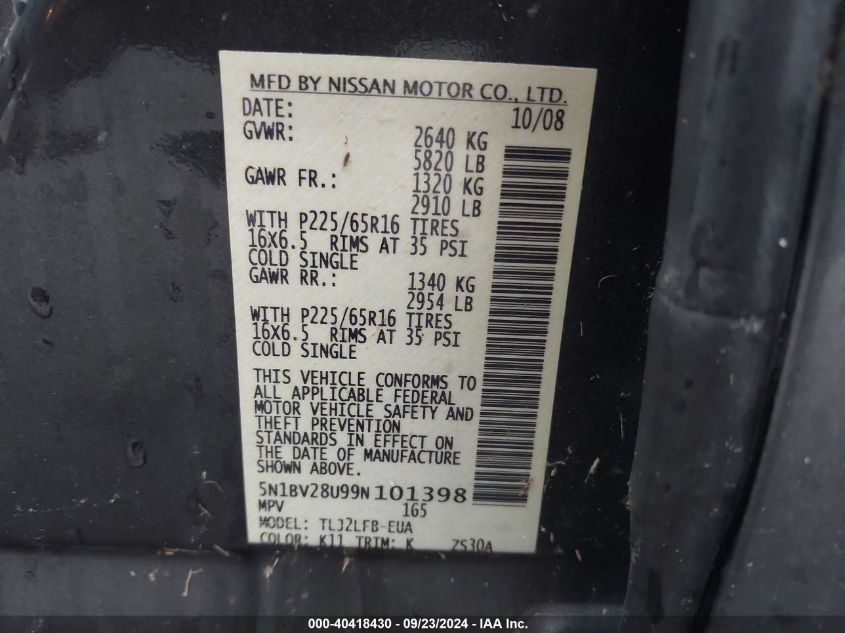 MFD BY NISSAN MOTOR CO., LTD.
DATE: 10/08
GVWR: 2640 KG
5820 LB
GAWR FR.: 1320 KG
2910 LB
WITH P225/65R16 TIRES
16X6.5 RIMS AT 35 PSI
COLD SINGLE
GAWR RR.: 1340 KG
2954 LB
WITH P225/65R16 TIRES
16X6.5 RIMS AT 35 PSI
COLD SINGLE
THIS VEHICLE CONFORMS TO
ALL APPLICABLE FEDERAL
MOTOR VEHICLE SAFETY AND
THEFT PREVENTION
STANDARDS IN EFFECT ON
THE DATE OF MANUFACTURE
SHOWN ABOVE.
5N1BV28U99N101398
MPV 165
MODEL: TLJ2LFB-EUA
COLOR: K11 TRIM: K ZS30A
000-40418430 - 09/23/2024 - IAA Inc.